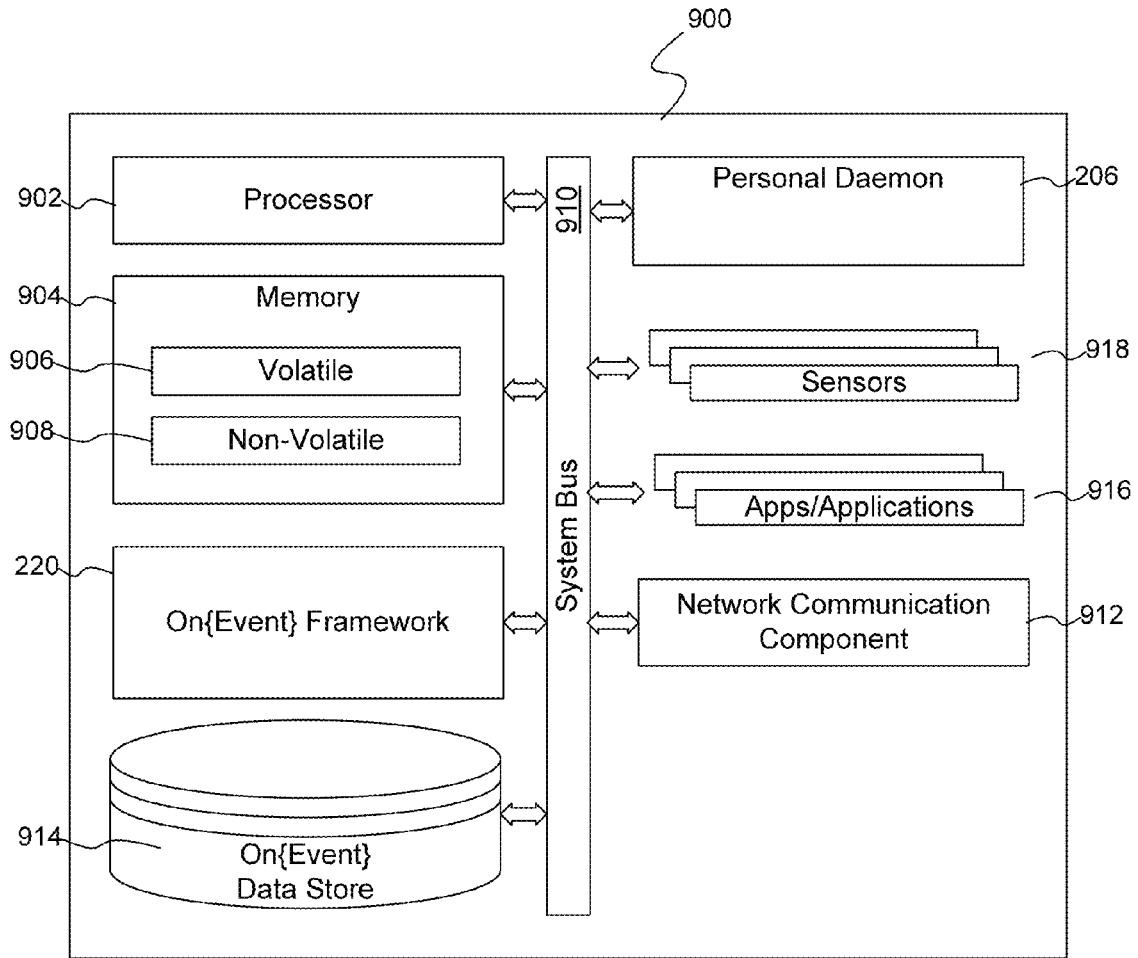 900
902
Processor
904
Memory
906
Volatile
908
Non-Volatile
220
On{Event} Framework
914
On{Event}
Data Store
910
System Bus
Personal Daemon
206
918
Sensors
916
Apps/Applications
Network Communication
Component
912